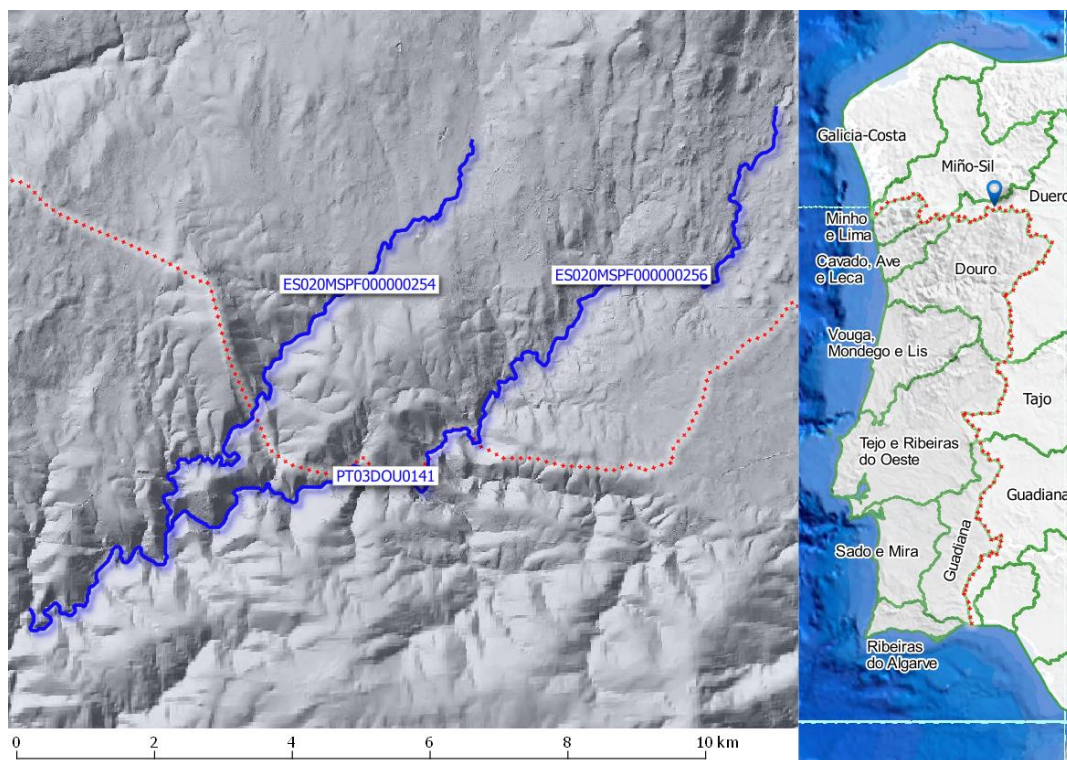 ES020MSPF000000254
ES020MSPF000000256
PT03DOU0141
0 2 4 6 8 10 km
Galicia-Costa
Miño-Sil
Duero
Minho
e Lima
Cavado, Ave
e Leca
Douro
Vouga,
Mondego e Lis
Tajo
Tejo e Ribeiras
do Oeste
Guadiana
Sado e Mira
Guadiana
Ribeiras
do Algarve